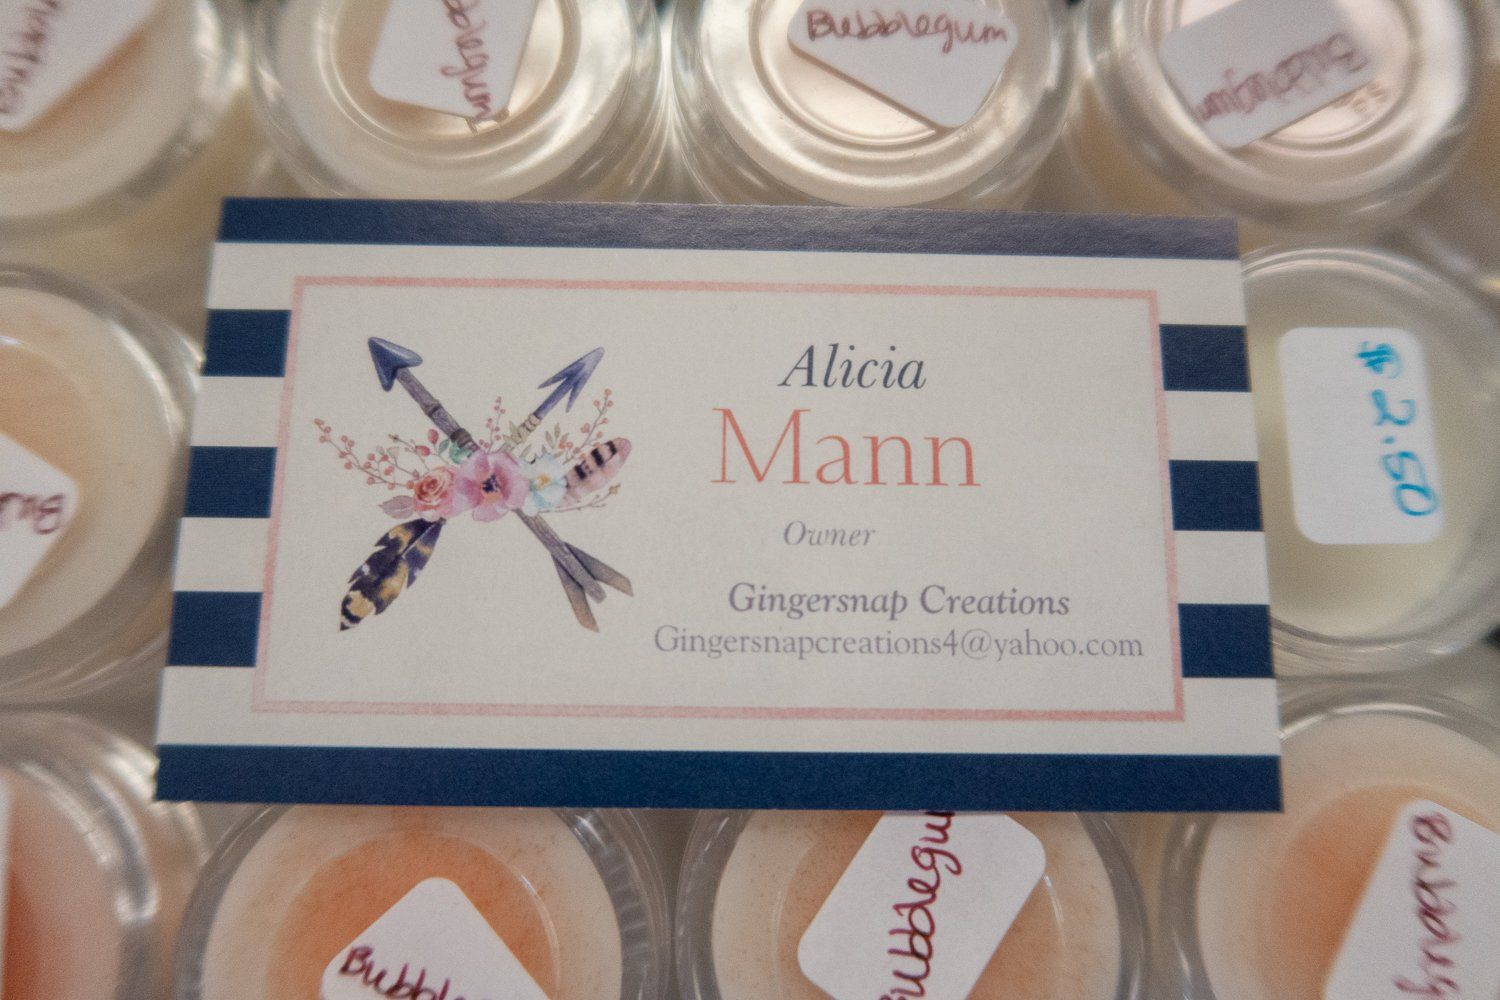 Bubblegum
Bubblegum
Alicia
Mann
Owner
Gingersnap Creations
Gingersnapcreations4@yahoo.com
$2.50